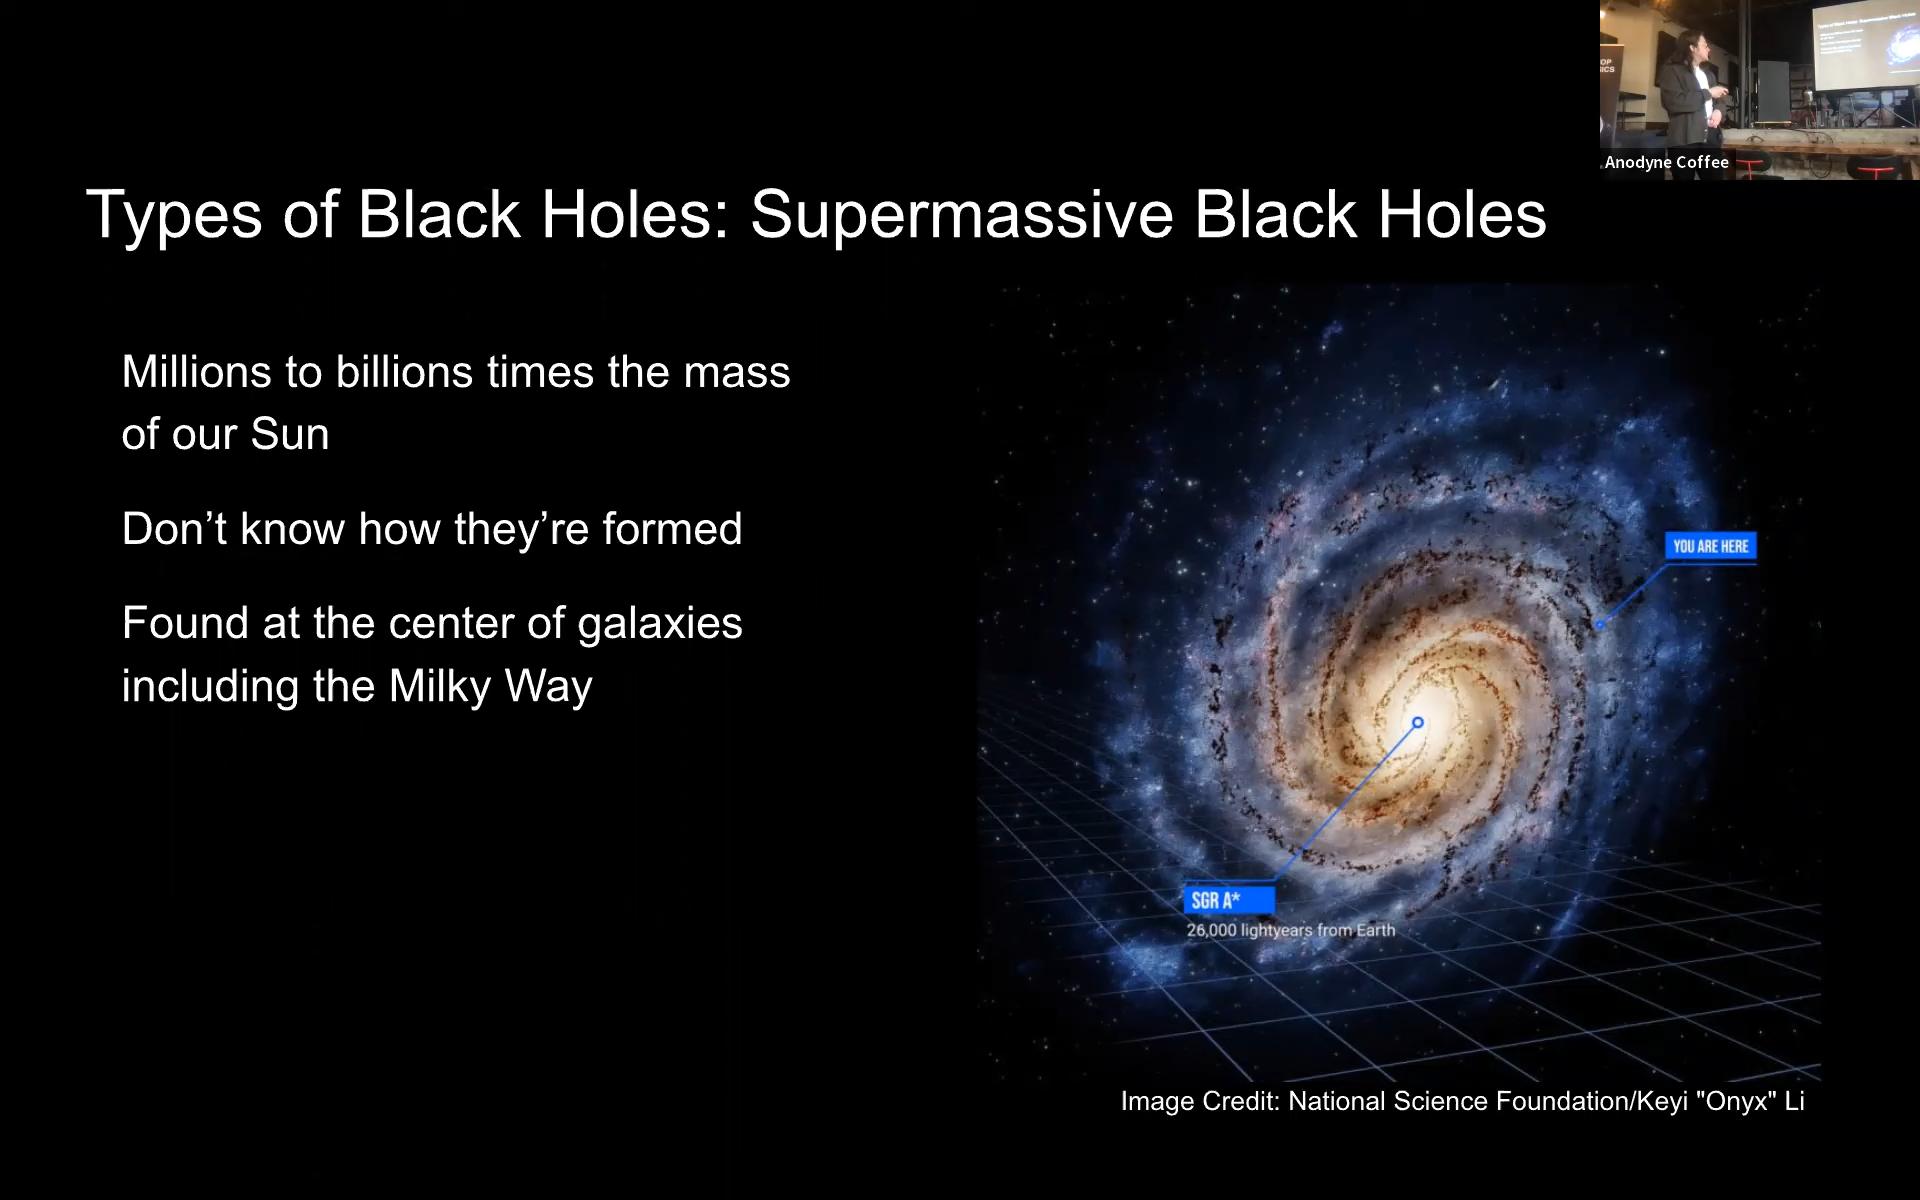 Types of Black Holes: Supermassive Black Holes
Millions to billions times the mass
of our Sun
Don’t know how they’re formed
Found at the center of galaxies
including the Milky Way
YOU ARE HERE
SGR A*
26,000 lightyears from Earth
Image Credit: National Science Foundation/Keyi "Onyx" Li
Anodyne Coffee